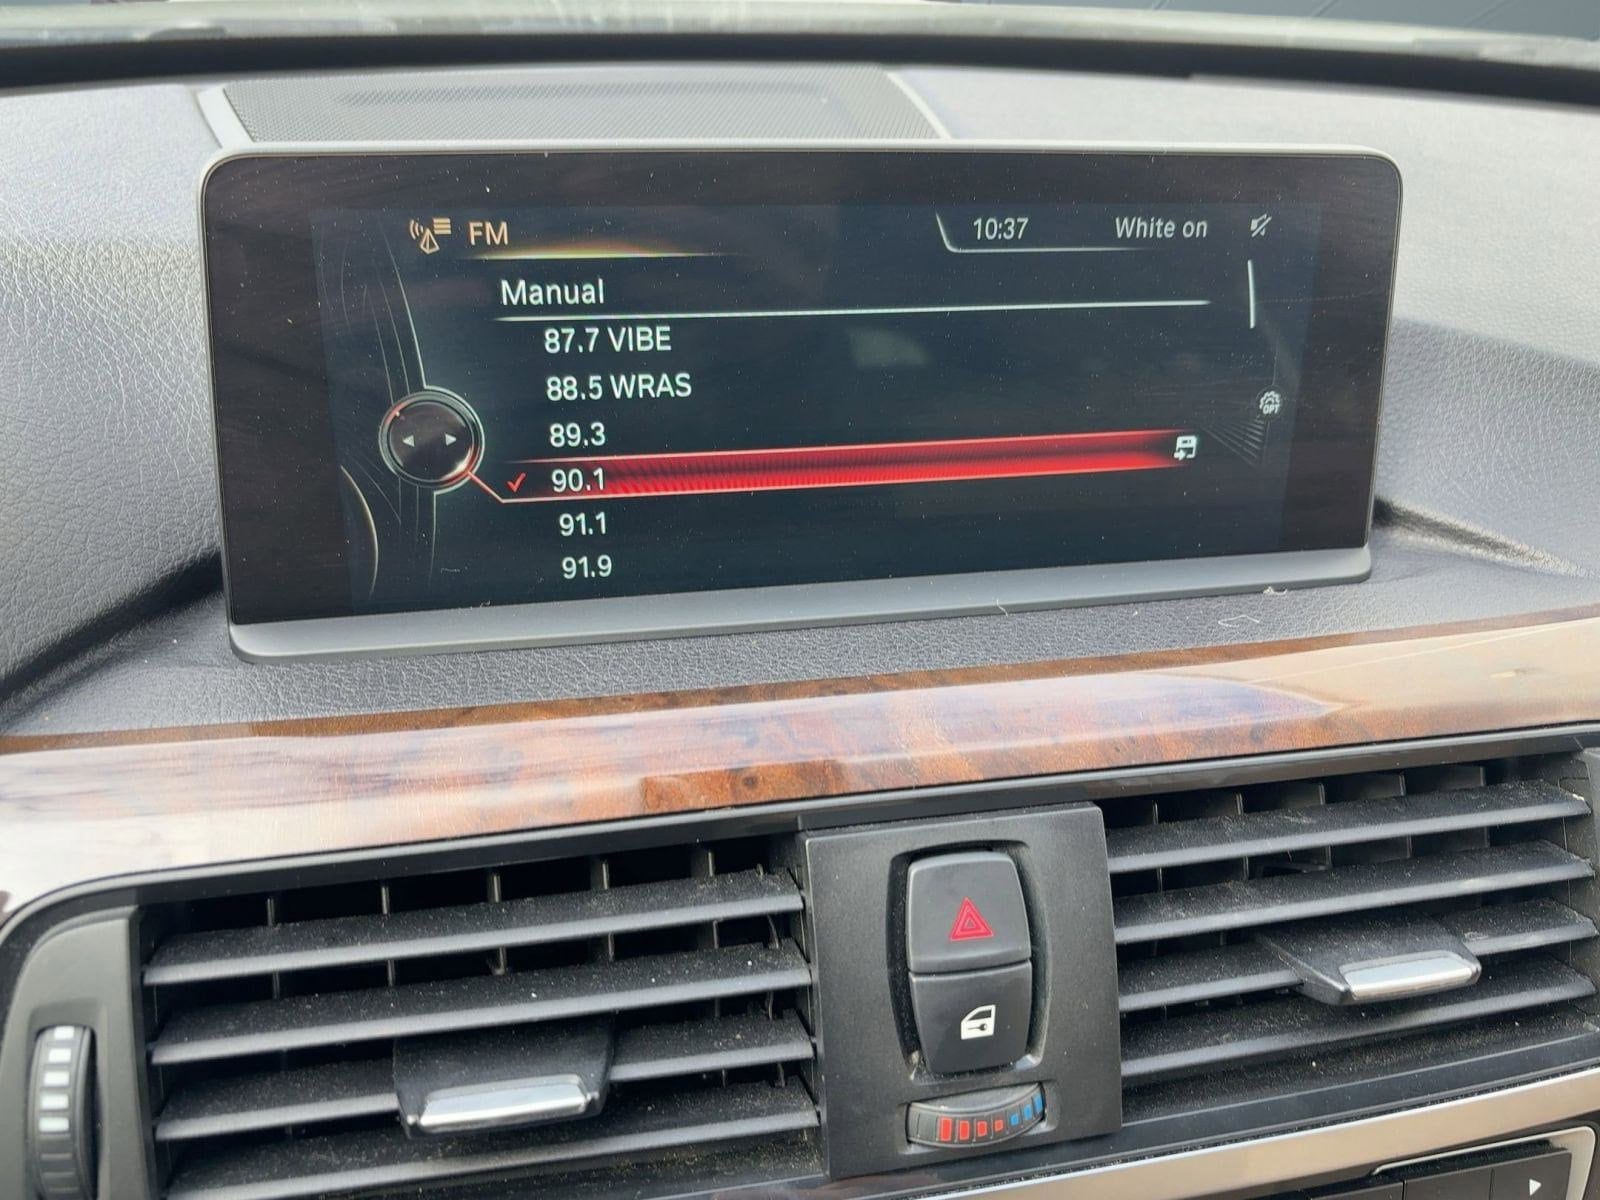 FM
10:37 White on
Manual
87.7 VIBE
88.5 WRAS
89.3
90.1
91.1
91.9
OPT